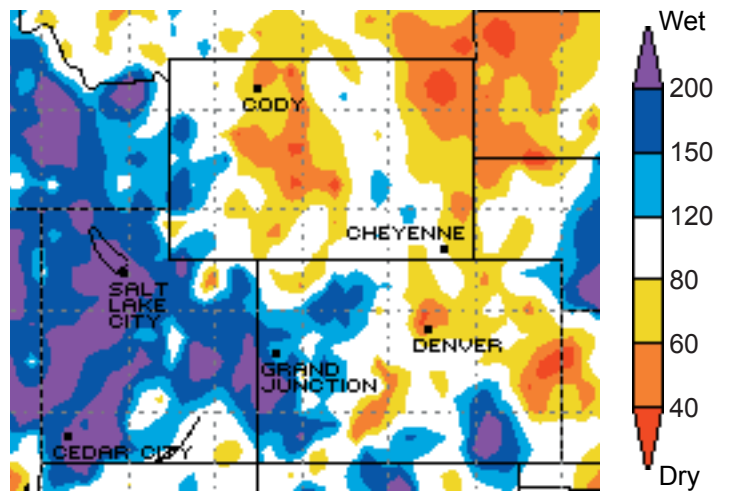 Wet
200
CODY
150
120
CHEYENNE
80
SALT
LAKE
CITY
60
DENVER
GRAND
JUNCTION
40
CEDAR CITY
Dry